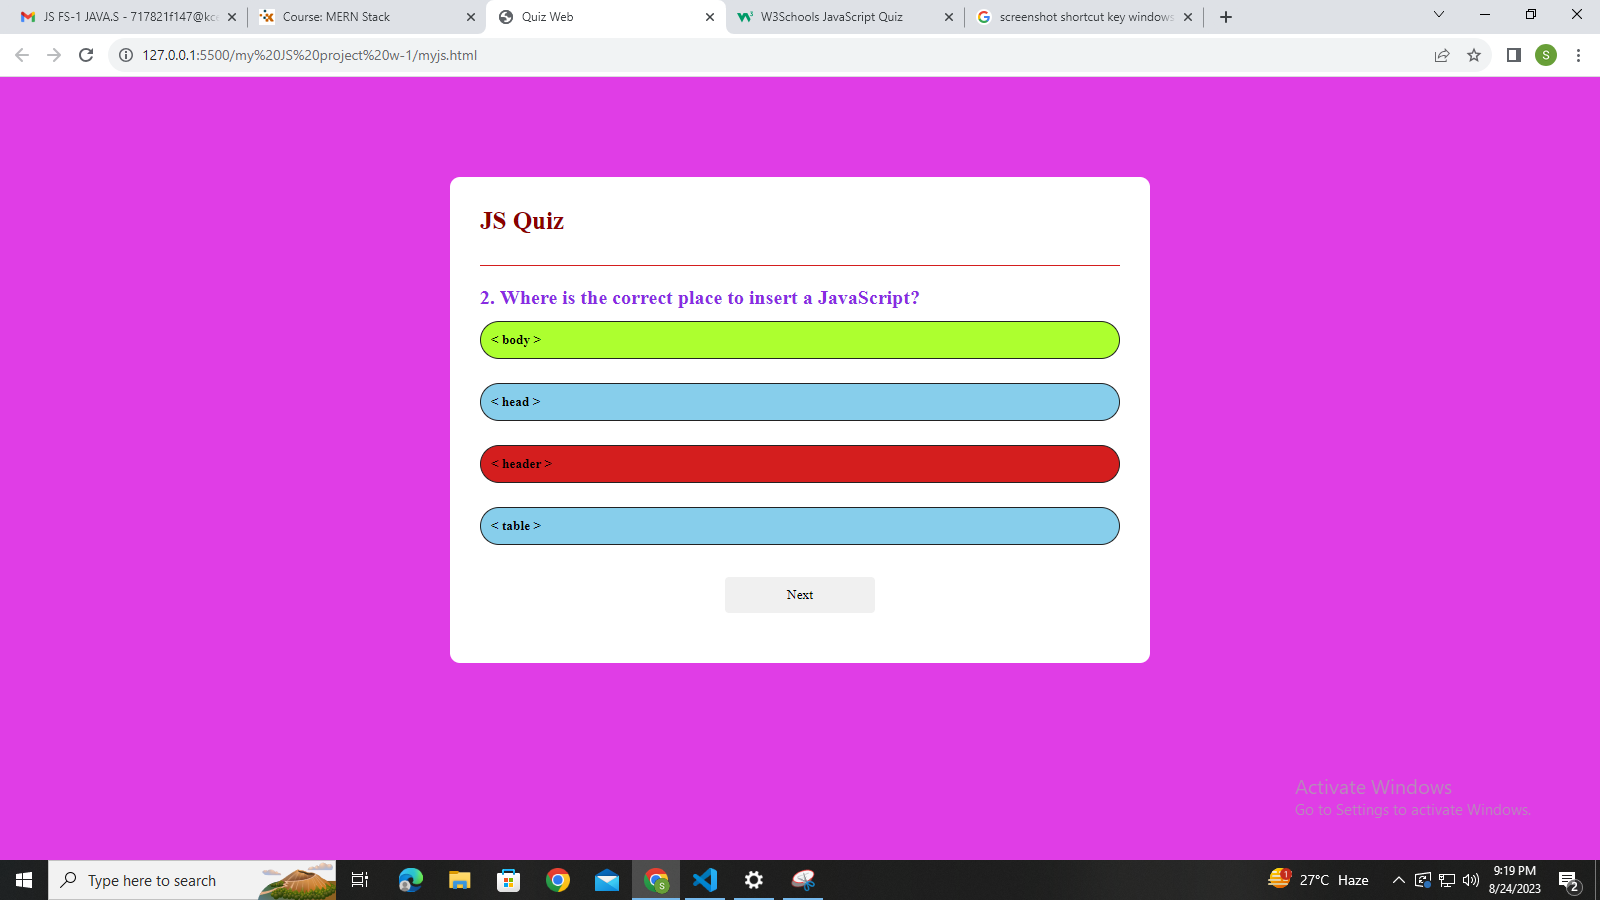 JS FS-1 JAVA.S - 717821f147@kc
Course: MERN Stack
Quiz Web
W3Schools JavaScript Quiz
screenshot shortcut key windows
127.0.0.1:5500/my%20JS%20project%20w-1/myjs.html
S
JS Quiz
2. Where is the correct place to insert a JavaScript?
< body >
< head >
< header >
< table >
Next
Activate Windows
Go to Settings to activate Windows.
Type here to search
S
1
27°C Haze
9:19 PM
8/24/2023
2